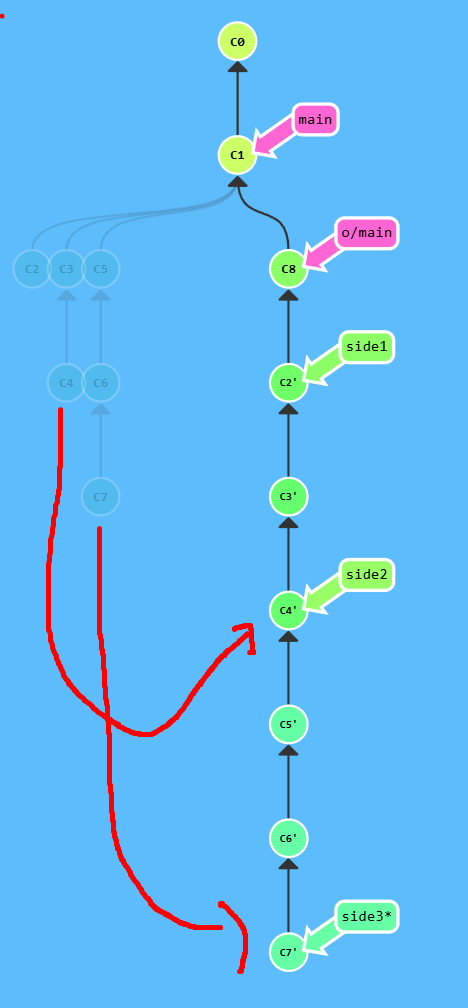 C0
main
C1
o/main
C2 C3 C5 C8
side1
C4 C6 C2'
C7 C3'
side2
C4'
C5'
C6'
side3*
C7'